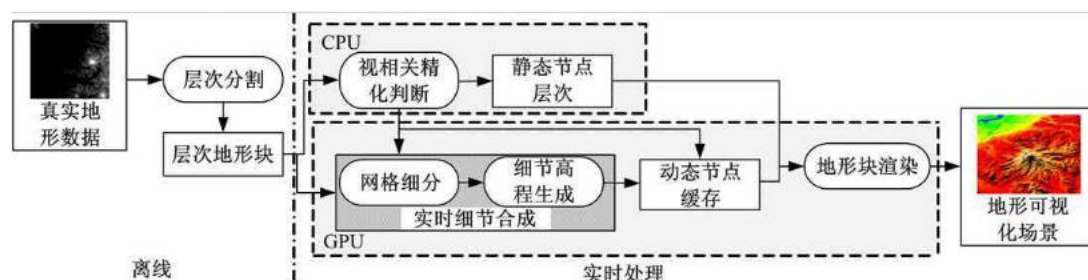 真实地
形数据
层次分割
层次地形块
CPU
视相关精
化判断
静态节点
层次
网格细分
细节高
程生成
实时细节合成
GPU
动态节点
缓存
地形块渲染
地形可视
化场景
离线
实时处理